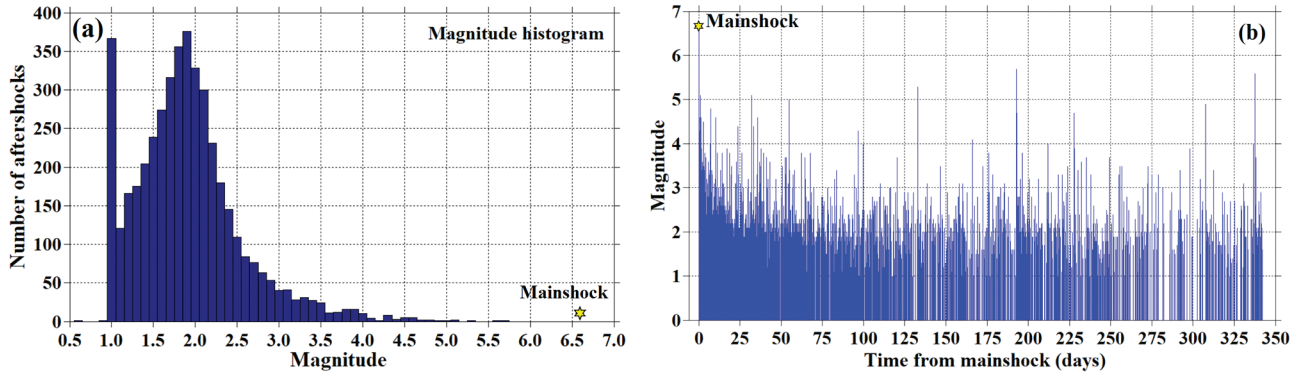 (a)
Magnitude histogram
Mainshock
Number of aftershocks
400
350
300
250
200
150
100
50
0
0.5 1.0 1.5 2.0 2.5 3.0 3.5 4.0 4.5 5.0 5.5 6.0 6.5 7.0
Magnitude
(b)
Mainshock
Magnitude
7
6
5
4
3
2
1
0
0 25 50 75 100 125 150 175 200 225 250 275 300 325 350
Time from mainshock (days)